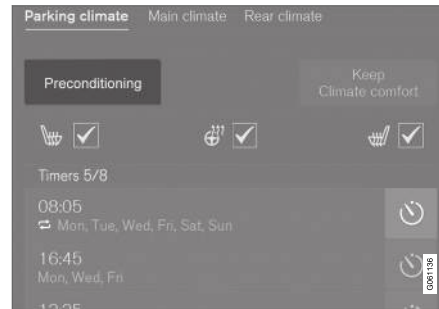 Parking climate Main climate Rear climate
Preconditioning
Keep
Climate comfort
Timers 5/8
08:05
Mon, Tue, Wed, Fri, Sat, Sun
16:45
Mon, Wed, Fri
G061136